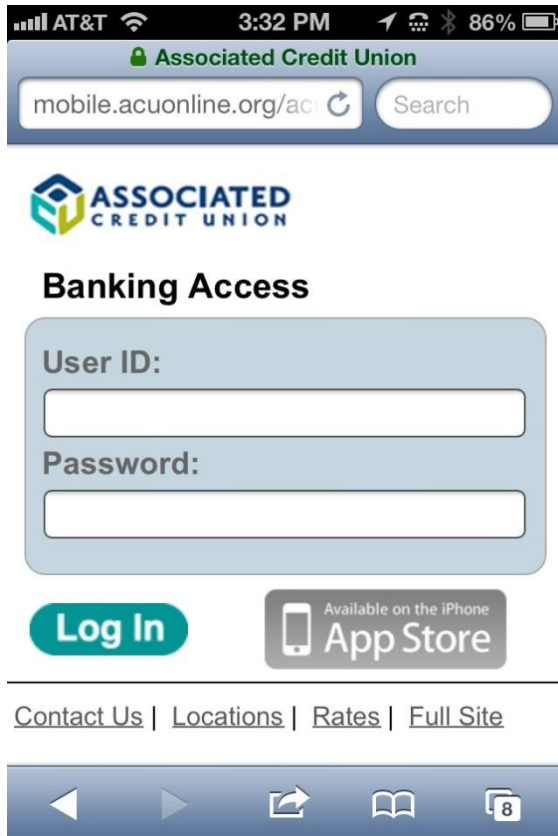 AT&T 3:32 PM 86%
Associated Credit Union
mobile.acuonline.org/ac Search
ASSOCIATED
CREDIT UNION
Banking Access
User ID:
Password:
Log In
Available on the iPhone
App Store
Contact Us | Locations | Rates | Full Site
8